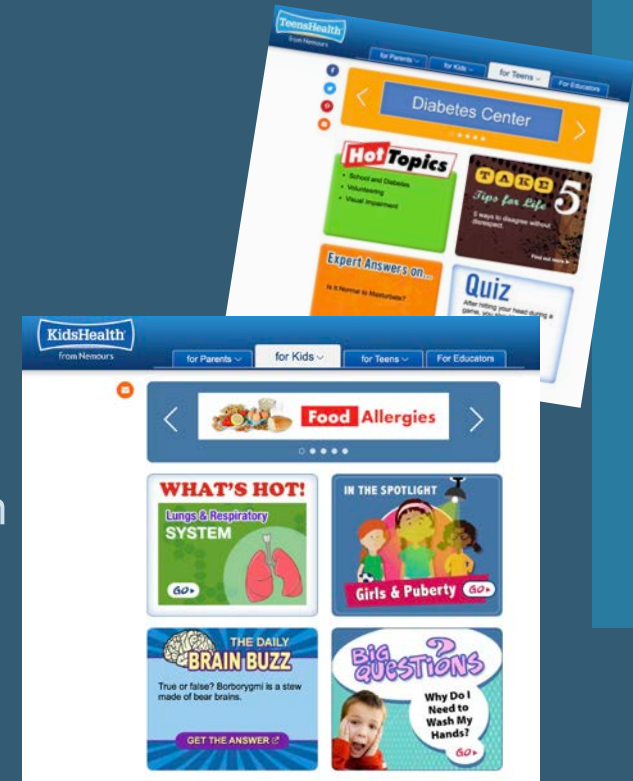 TeensHealth
from Nemours
for Parents
for Kids
for Teens
For Educators
Diabetes Center
Hot Topics
• School and Diabetes
• Volunteering
• Visual Impairment
TAKE 5
Tips for Life
5 ways to disagree without
disrespect.
Find out more
Expert Answers on...
Is It Normal to Masturbate?
Quiz
After hitting your head during a
KidsHealth
from Nemours
for Parents
for Kids
for Teens
For Educators
Food Allergies
WHAT'S HOT!
Lungs & Respiratory
SYSTEM
GO
IN THE SPOTLIGHT
Girls & Puberty
GO
THE DAILY
BRAIN BUZZ
True or false? Borborygmi is a stew
made of bear brains.
GET THE ANSWER
BIG
QUESTIONS
Why Do I
Need to
Wash My
Hands?
GO